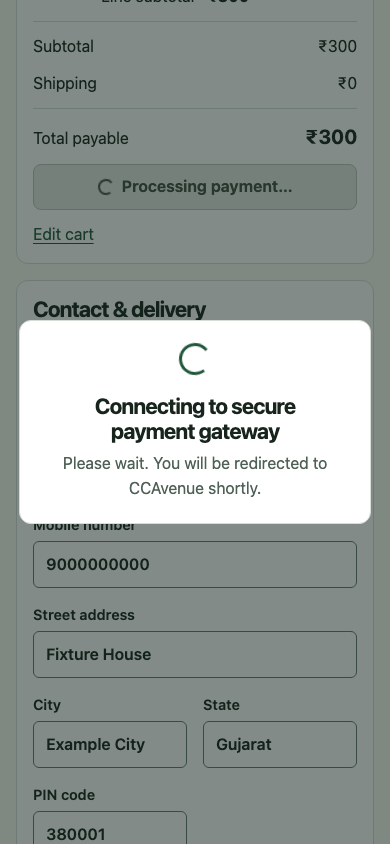 Subtotal ₹300
Shipping ₹0
Total payable ₹300
Processing payment...
Edit cart
Contact & delivery
Connecting to secure
payment gateway
Please wait. You will be redirected to
CCAvenue shortly.
Mobile number
9000000000
Street address
Fixture House
City State
Example City Gujarat
PIN code
380001